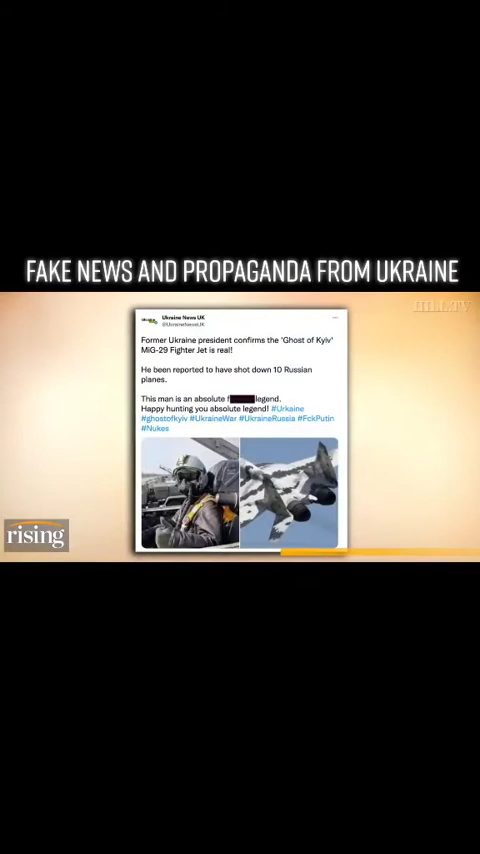 FAKE NEWS AND PROPAGANDA FROM UKRAINE
HILL.TV
Ukraine News UK
@UkraineNewsUK
Former Ukraine president confirms the 'Ghost of Kyiv'
MiG-29 Fighter Jet is real!
He been reported to have shot down 10 Russian
planes.
This man is an absolute f legend.
Happy hunting you absolute legend! #Urkaine
#ghostofkyiv #UkraineWar #UkraineRussia #FckPutin
#Nukes
rising